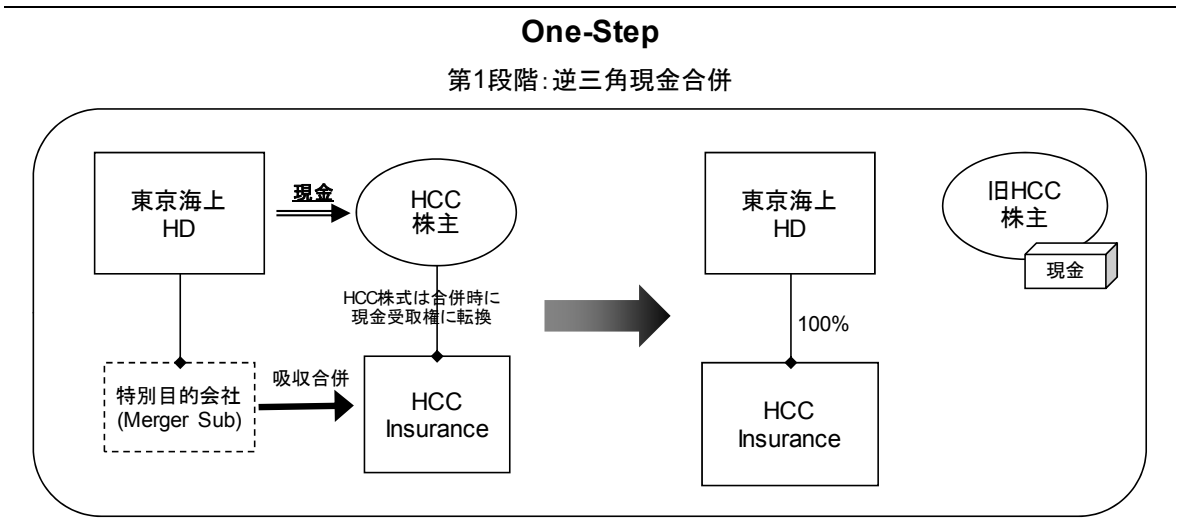 One-Step
第1段階:逆三角現金合併
東京海上
HD
現金
HCC
株主
HCC株式は合併時に
現金受取権に転換
特別目的会社
(Merger Sub)
吸収合併
HCC
Insurance
東京海上
HD
100%
HCC
Insurance
旧HCC
株主
現金